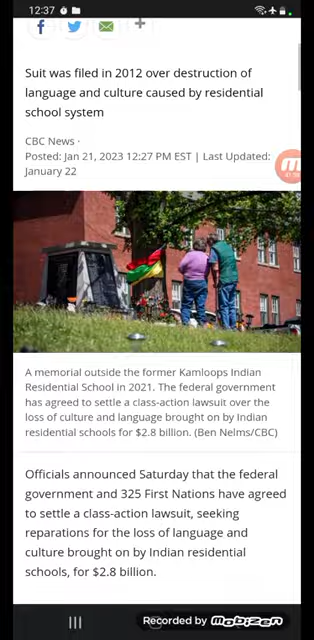 12:37
Suit was filed in 2012 over destruction of
language and culture caused by residential
school system
CBC News ·
Posted: Jan 21, 2023 12:27 PM EST | Last Updated:
January 22
A memorial outside the former Kamloops Indian
Residential School in 2021. The federal government
has agreed to settle a class-action lawsuit over the
loss of culture and language brought on by Indian
residential schools for $2.8 billion. (Ben Nelms/CBC)
Officials announced Saturday that the federal
government and 325 First Nations have agreed
to settle a class-action lawsuit, seeking
reparations for the loss of language and
culture brought on by Indian residential
schools, for $2.8 billion.
Recorded by Mobizen